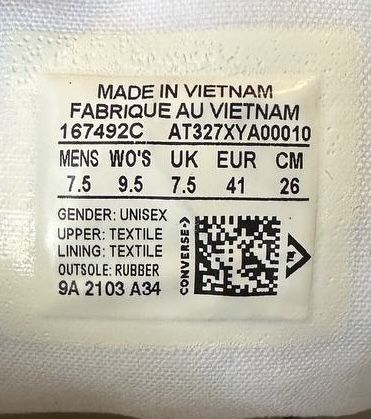 MADE IN VIETNAM
FABRIQUE AU VIETNAM
167492C AT327XYA00010
MENS WO'S UK EUR CM
7.5 9.5 7.5 41 26
GENDER: UNISEX
UPPER: TEXTILE
LINING: TEXTILE
OUTSOLE: RUBBER
9A 2103 A34
CONVERSE